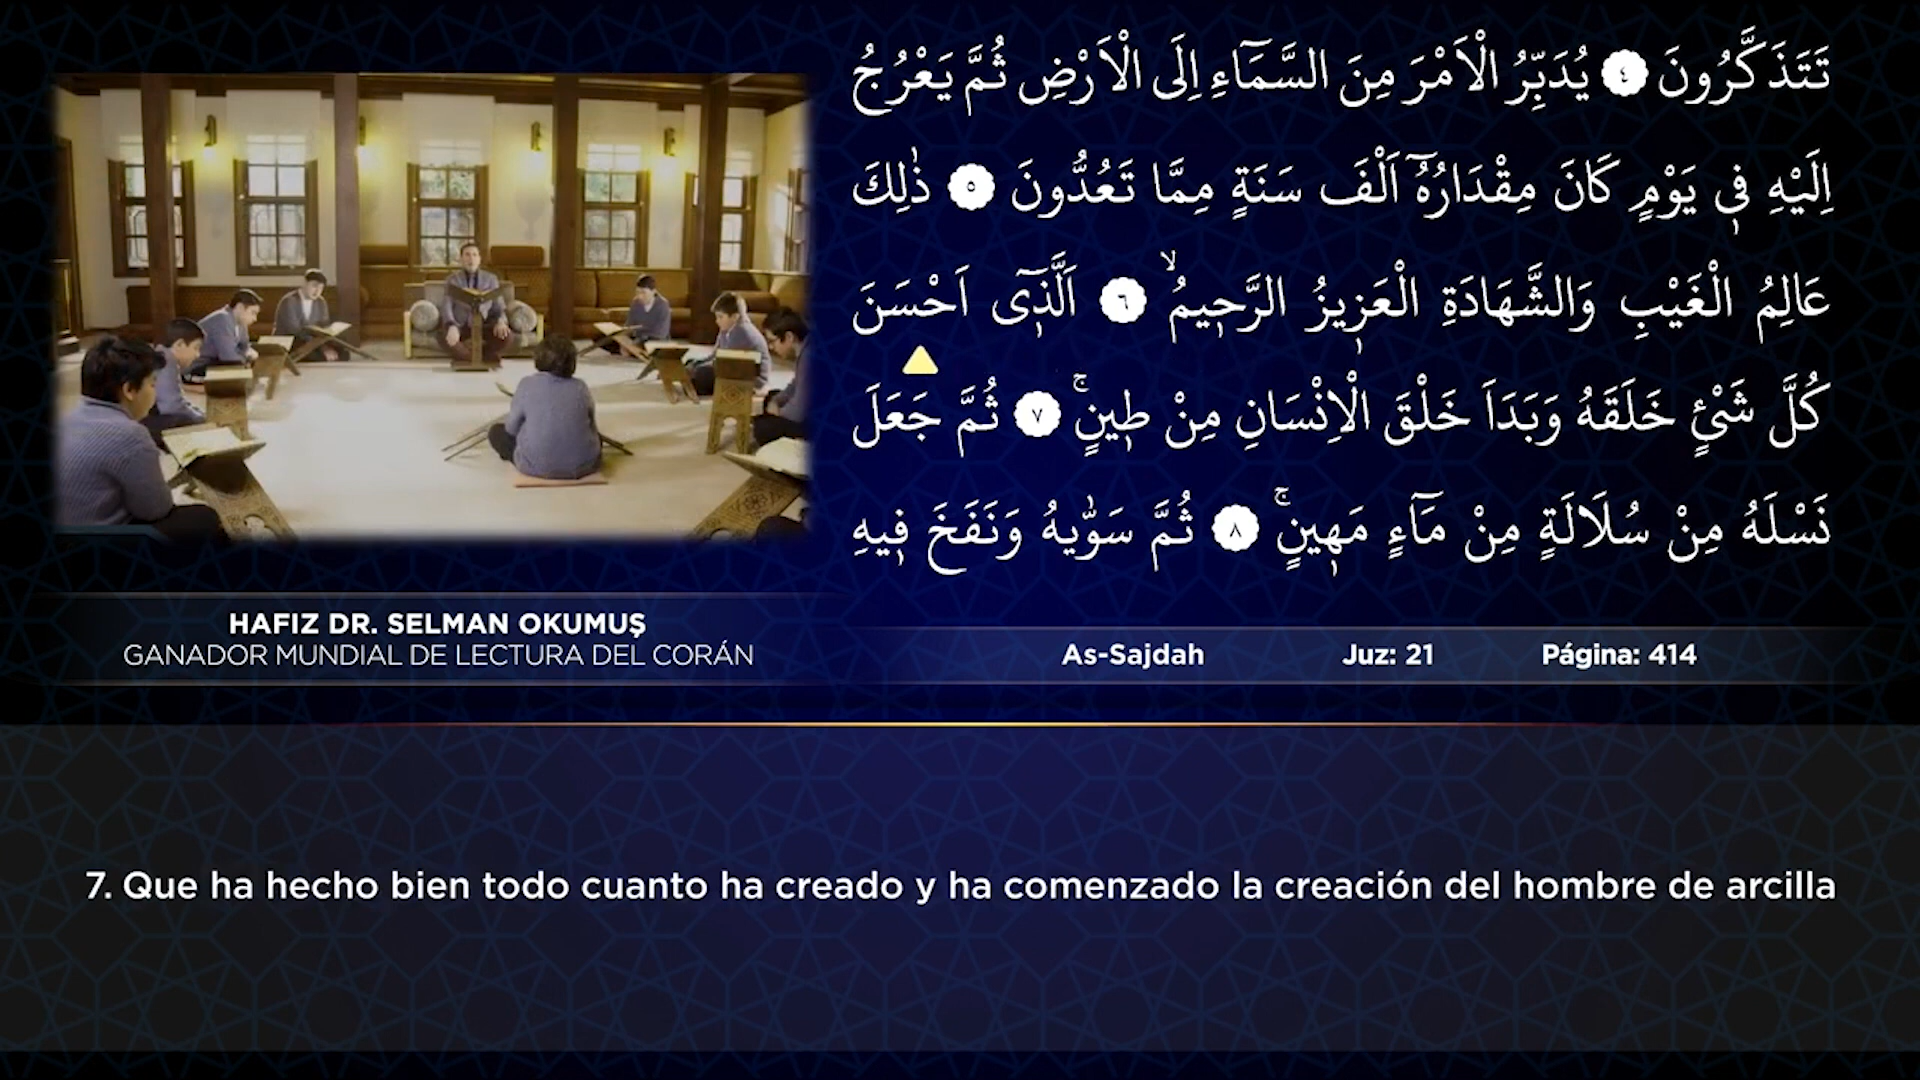 تَتَذَكَّرُونَ ﴿٤﴾ يُدَبِّرُ الْاَمْرَ مِنَ السَّمَٓاءِ اِلَى الْاَرْضِ ثُمَّ يَعْرُجُ
اِلَيْهِ ف۪ي يَوْمٍ كَانَ مِقْدَارُهُٓ اَلْفَ سَنَةٍ مِمَّا تَعُدُّونَ ﴿٥﴾ ذٰلِكَ
عَالِمُ الْغَيْبِ وَالشَّهَادَةِ الْعَز۪يزُ الرَّح۪يمُۙ ﴿٦﴾ اَلَّذ۪ٓي اَحْسَنَ
كُلَّ شَيْءٍ خَلَقَهُ وَبَدَاَ خَلْقَ الْاِنْسَانِ مِنْ ط۪ينٍۚ ﴿٧﴾ ثُمَّ جَعَلَ
نَسْلَهُ مِنْ سُلَالَةٍ مِنْ مَٓاءٍ مَه۪ينٍۚ ﴿٨﴾ ثُمَّ سَوّٰيهُ وَنَفَخَ ف۪يهِ
HAFIZ DR. SELMAN OKUMUŞ
GANADOR MUNDIAL DE LECTURA DEL CORÁN
As-Sajdah Juz: 21 Página: 414
7. Que ha hecho bien todo cuanto ha creado y ha comenzado la creación del hombre de arcilla